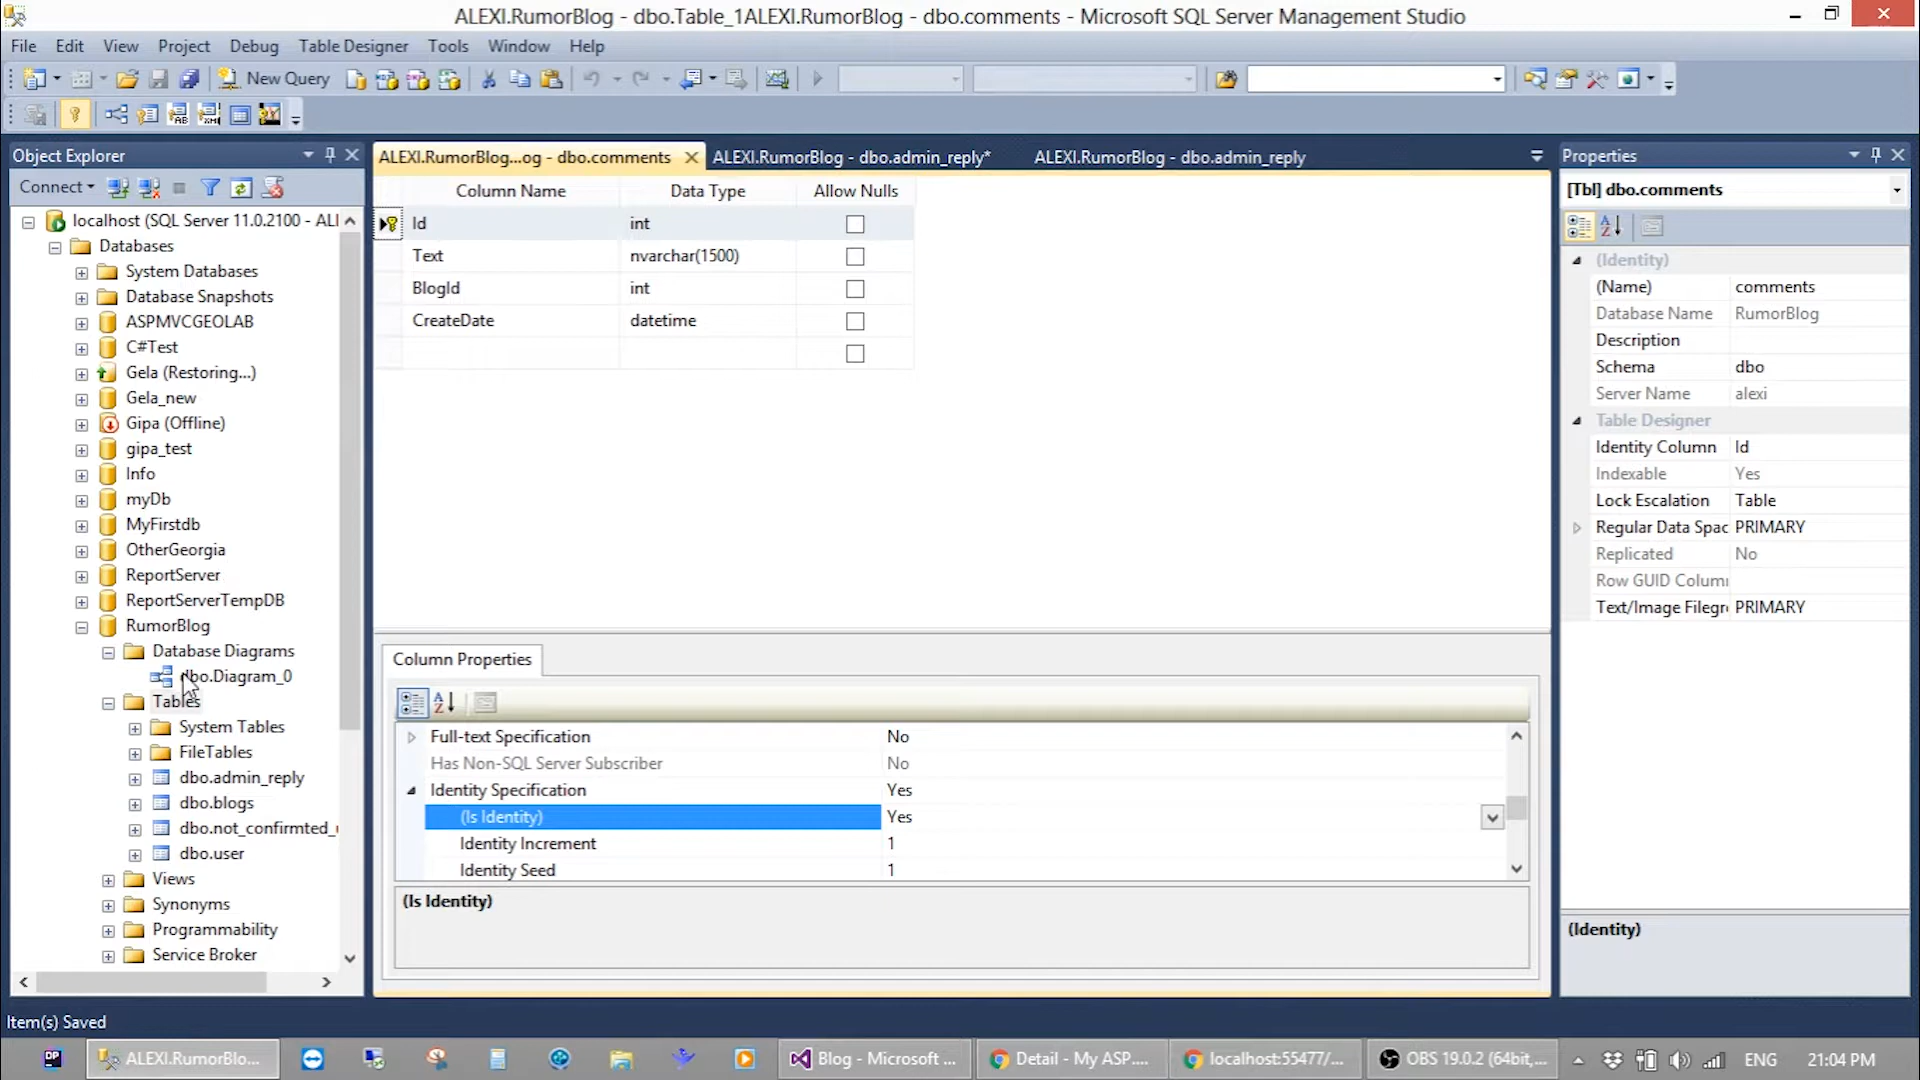 ALEXI.RumorBlog - dbo.Table_1ALEXI.RumorBlog - dbo.comments - Microsoft SQL Server Management Studio
File Edit View Project Debug Table Designer Tools Window Help
New Query
Object Explorer
Connect
localhost (SQL Server 11.0.2100 - ALI
Databases
System Databases
Database Snapshots
ASPMVCGEOLAB
C#Test
Gela (Restoring...)
Gela_new
Gipa (Offline)
gipa_test
Info
myDb
MyFirstdb
OtherGeorgia
ReportServer
ReportServerTempDB
RumorBlog
Database Diagrams
dbo.Diagram_0
Tables
System Tables
FileTables
dbo.admin_reply
dbo.blogs
dbo.not_confirmted_
dbo.user
Views
Synonyms
Programmability
Service Broker
ALEXI.RumorBlog...og - dbo.comments ALEXI.RumorBlog - dbo.admin_reply* ALEXI.RumorBlog - dbo.admin_reply
Column Name Data Type Allow Nulls
Id int
Text nvarchar(1500)
BlogId int
CreateDate datetime
Column Properties
Full-text Specification No
Has Non-SQL Server Subscriber No
Identity Specification Yes
(Is Identity) Yes
Identity Increment 1
Identity Seed 1
(Is Identity)
Properties
[Tbl] dbo.comments
(Identity)
(Name) comments
Database Name RumorBlog
Description
Schema dbo
Server Name alexi
Table Designer
Identity Column Id
Indexable Yes
Lock Escalation Table
Regular Data Spac PRIMARY
Replicated No
Row GUID Colum
Text/Image Filegr PRIMARY
(Identity)
Item(s) Saved
DP ALEXI.RumorBlo... Blog - Microsoft ... Detail - My ASP.... localhost:55477/... OBS 19.0.2 (64bit,... ENG 21:04 PM